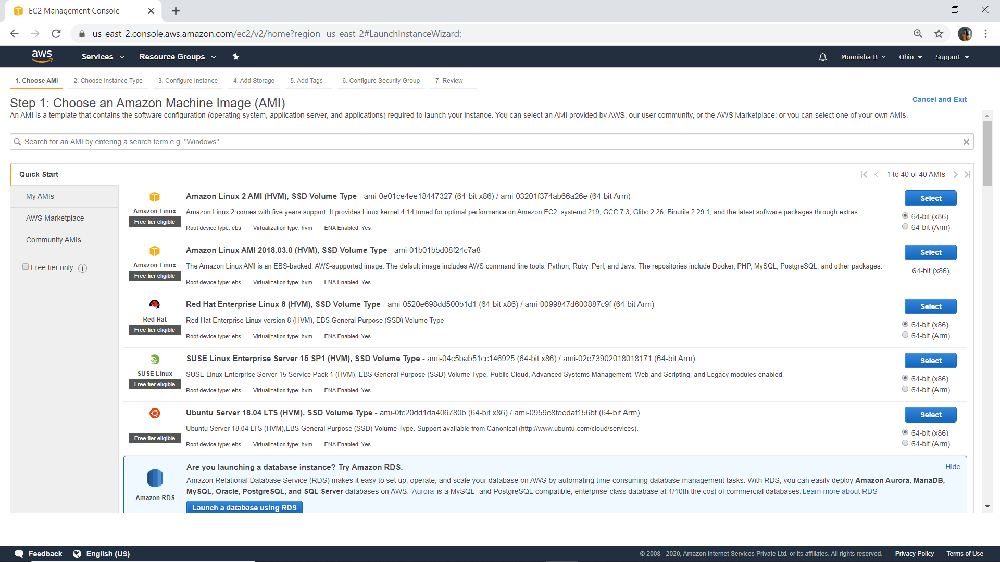 EC2 Management Console
us-east-2.console.aws.amazon.com/ec2/v2/home?region=us-east-2#LaunchInstanceWizard:
aws Services Resource Groups Mounisha B Ohio Support
1. Choose AMI 2. Choose Instance Type 3. Configure Instance 4. Add Storage 5. Add Tags 6. Configure Security Group 7. Review
Step 1: Choose an Amazon Machine Image (AMI)
Cancel and Exit
An AMI is a template that contains the software configuration (operating system, application server, and applications) required to launch your instance. You can select an AMI provided by AWS, our user community, or the AWS Marketplace; or you can select one of your own AMIs.
Search for an AMI by entering a search term e.g. "Windows"
Quick Start
1 to 40 of 40 AMIs
My AMIs
AWS Marketplace
Community AMIs
Free tier only
Amazon Linux
Free tier eligible
Amazon Linux 2 AMI (HVM), SSD Volume Type - ami-0e01ce4ee18447327 (64-bit x86) / ami-03201f374ab66a26e (64-bit Arm)
Amazon Linux 2 comes with five years support. It provides Linux kernel 4.14 tuned for optimal performance on Amazon EC2, systemd 219, GCC 7.3, Glibc 2.26, Binutils 2.29.1, and the latest software packages through extras.
Root device type: ebs Virtualization type: hvm ENA Enabled: Yes
Select
64-bit (x86)
64-bit (Arm)
Amazon Linux
Free tier eligible
Amazon Linux AMI 2018.03.0 (HVM), SSD Volume Type - ami-01b01bbd08f24c7a8
The Amazon Linux AMI is an EBS-backed, AWS-supported image. The default image includes AWS command line tools, Python, Ruby, Perl, and Java. The repositories include Docker, PHP, MySQL, PostgreSQL, and other packages.
Root device type: ebs Virtualization type: hvm ENA Enabled: Yes
Select
64-bit (x86)
Red Hat
Free tier eligible
Red Hat Enterprise Linux 8 (HVM), SSD Volume Type - ami-0520e698dd500b1d1 (64-bit x86) / ami-0099847d600887c9f (64-bit Arm)
Red Hat Enterprise Linux version 8 (HVM), EBS General Purpose (SSD) Volume Type
Root device type: ebs Virtualization type: hvm ENA Enabled: Yes
Select
64-bit (x86)
64-bit (Arm)
SUSE Linux
Free tier eligible
SUSE Linux Enterprise Server 15 SP1 (HVM), SSD Volume Type - ami-04c5bab51cc146925 (64-bit x86) / ami-02e73902018018171 (64-bit Arm)
SUSE Linux Enterprise Server 15 Service Pack 1 (HVM), EBS General Purpose (SSD) Volume Type. Public Cloud, Advanced Systems Management, Web and Scripting, and Legacy modules enabled.
Root device type: ebs Virtualization type: hvm ENA Enabled: Yes
Select
64-bit (x86)
64-bit (Arm)
Free tier eligible
Ubuntu Server 18.04 LTS (HVM), SSD Volume Type - ami-0fc20dd1da406780b (64-bit x86) / ami-0959e8feedaf156bf (64-bit Arm)
Ubuntu Server 18.04 LTS (HVM),EBS General Purpose (SSD) Volume Type. Support available from Canonical (http://www.ubuntu.com/cloud/services).
Root device type: ebs Virtualization type: hvm ENA Enabled: Yes
Select
64-bit (x86)
64-bit (Arm)
Amazon RDS
Are you launching a database instance? Try Amazon RDS.
Hide
Amazon Relational Database Service (RDS) makes it easy to set up, operate, and scale your database on AWS by automating time-consuming database management tasks. With RDS, you can easily deploy Amazon Aurora, MariaDB,
MySQL, Oracle, PostgreSQL, and SQL Server databases on AWS. Aurora is a MySQL- and PostgreSQL-compatible, enterprise-class database at 1/10th the cost of commercial databases. Learn more about RDS
Launch a database using RDS
Feedback English (US) © 2008 - 2020, Amazon Internet Services Private Ltd. or its affiliates. All rights reserved. Privacy Policy Terms of Use